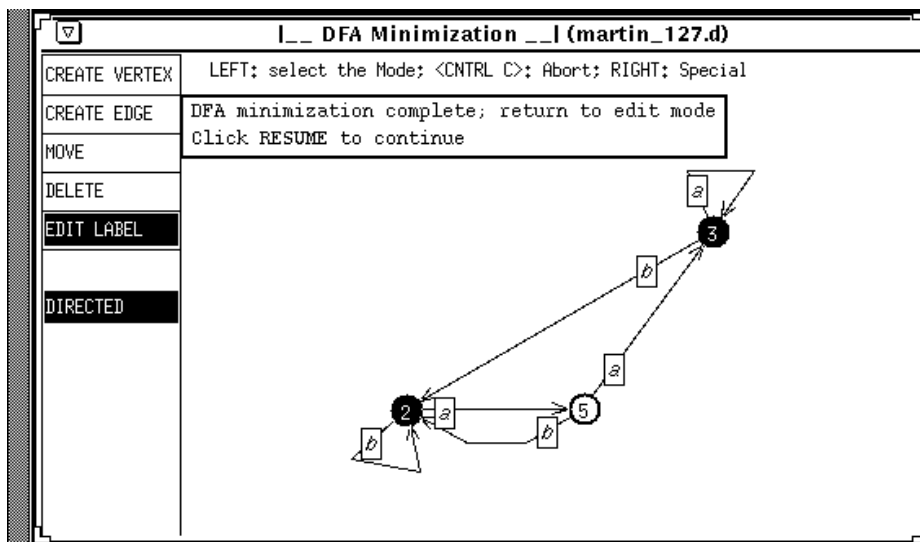 |__ DFA Minimization __| (martin_127.d)
LEFT: select the Mode; <CNTRL C>: Abort; RIGHT: Special
CREATE VERTEX
CREATE EDGE
MOVE
DELETE
EDIT LABEL
DIRECTED
DFA minimization complete; return to edit mode
Click RESUME to continue
a
3
b
a
2
a
5
b
b